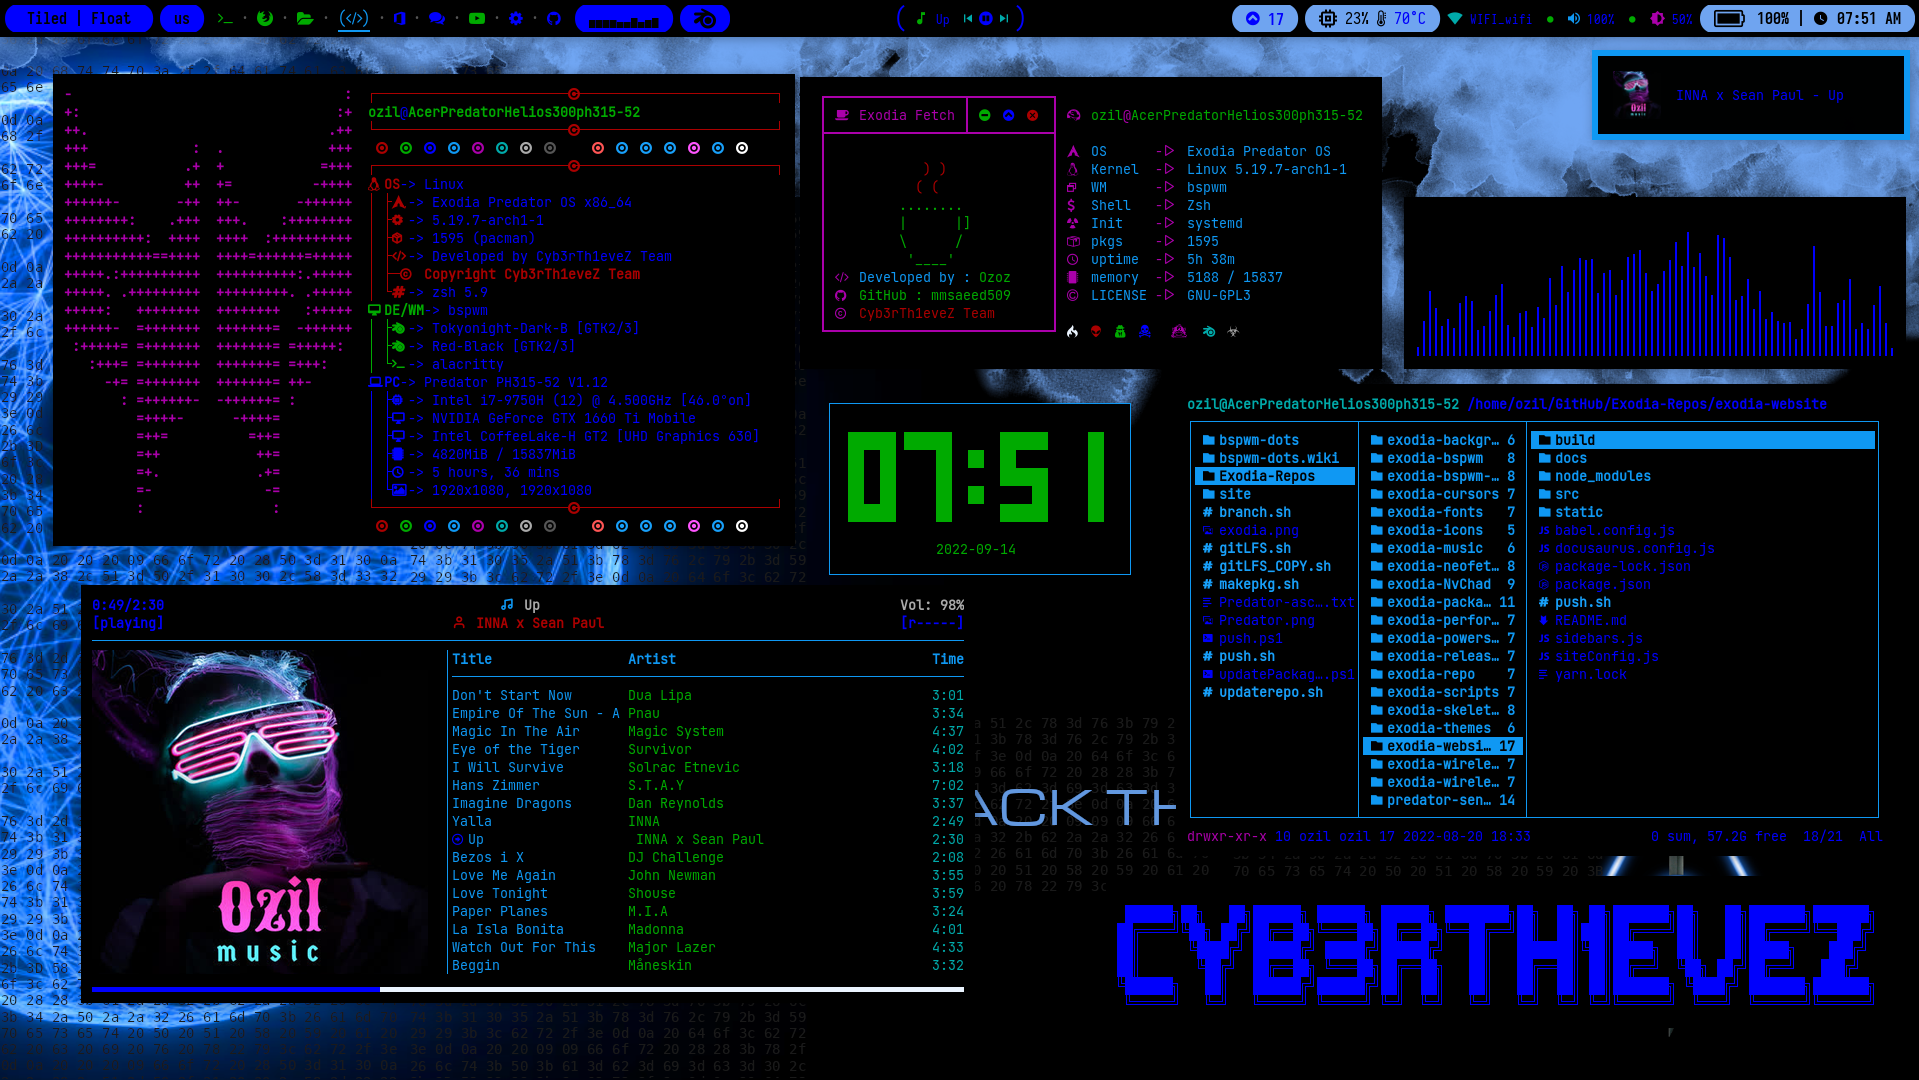 Tiled | Float
us
Up
17
23% 70°C
WIFI_wifi
100%
50%
100% | 07:51 AM
INNA x Sean Paul - Up
ozil@AcerPredatorHelios300ph315-52
OS-> Linux
-> Exodia Predator OS x86_64
-> 5.19.7-arch1-1
-> 1595 (pacman)
-> Developed by Cyb3rTh1eveZ Team
Copyright Cyb3rTh1eveZ Team
-> zsh 5.9
DE/WM-> bspwm
-> Tokyonight-Dark-B [GTK2/3]
-> Red-Black [GTK2/3]
-> alacritty
PC-> Predator PH315-52 V1.12
-> Intel i7-9750H (12) @ 4.500GHz [46.0°on]
-> NVIDIA GeForce GTX 1660 Ti Mobile
-> Intel CoffeeLake-H GT2 [UHD Graphics 630]
-> 4820MiB / 15837MiB
-> 5 hours, 36 mins
-> 1920x1080, 1920x1080
Exodia Fetch
Developed by : Ozoz
GitHub : mmsaeed509
Cyb3rTh1eveZ Team
ozil@AcerPredatorHelios300ph315-52
OS -▷ Exodia Predator OS
Kernel -▷ Linux 5.19.7-arch1-1
WM -▷ bspwm
Shell -▷ Zsh
Init -▷ systemd
pkgs -▷ 1595
uptime -▷ 5h 38m
memory -▷ 5188 / 15837
LICENSE -▷ GNU-GPL3
07:51
2022-09-14
ozil@AcerPredatorHelios300ph315-52 /home/ozil/GitHub/Exodia-Repos/exodia-website
bspwm-dots
bspwm-dots.wiki
Exodia-Repos
site
branch.sh
exodia.png
gitLFS.sh
gitLFS_COPY.sh
makepkg.sh
Predator-asc….txt
Predator.png
push.ps1
push.sh
updatePackag….ps1
updaterepo.sh
exodia-backgr… 6
exodia-bspwm 8
exodia-bspwm-… 8
exodia-cursors 7
exodia-fonts 7
exodia-icons 5
exodia-music 6
exodia-neofet… 8
exodia-NvChad 9
exodia-packa… 11
exodia-perfor… 7
exodia-powers… 7
exodia-releas… 7
exodia-repo 7
exodia-scripts 7
exodia-skelet… 8
exodia-themes 6
exodia-websi… 17
exodia-wirele… 7
exodia-wirele… 7
predator-sen… 14
build
docs
node_modules
src
static
babel.config.js
docusaurus.config.js
package-lock.json
package.json
push.sh
README.md
sidebars.js
siteConfig.js
yarn.lock
drwxr-xr-x 10 ozil ozil 17 2022-08-20 18:33
0 sum, 57.2G free 18/21 All
0:49/2:30
Up
Vol: 98%
[playing]
INNA x Sean Paul
[r-----]
Title Artist Time
Don't Start Now Dua Lipa 3:01
Empire Of The Sun - A Pnau 3:34
Magic In The Air Magic System 4:37
Eye of the Tiger Survivor 4:02
I Will Survive Solrac Etnevic 3:18
Hans Zimmer S.T.A.Y 7:02
Imagine Dragons Dan Reynolds 3:37
Yalla INNA 2:49
Up INNA x Sean Paul 2:30
Bezos i X DJ Challenge 2:08
Love Me Again John Newman 3:55
Love Tonight Shouse 3:59
Paper Planes M.I.A 3:24
La Isla Bonita Madonna 4:01
Watch Out For This Major Lazer 4:33
Beggin Måneskin 3:32
Ozil
music
ACK TH
CYB3RTH1EVEZ